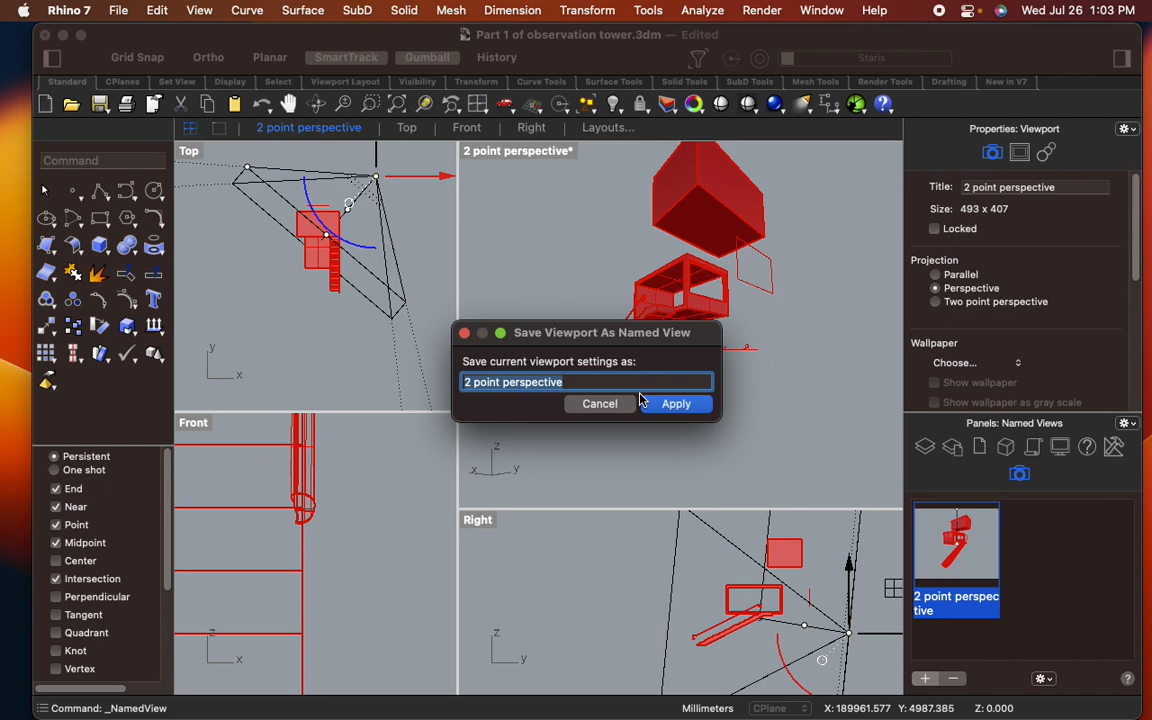 Rhino 7 File Edit View Curve Surface SubD Solid Mesh Dimension Transform Tools Analyze Render Window Help Wed Jul 26 1:03 PM
Part 1 of observation tower.3dm — Edited
Grid Snap Ortho Planar SmartTrack Gumball History Staris
Standard CPlanes Set View Display Select Viewport Layout Visibility Transform Curve Tools Surface Tools Solid Tools SubD Tools Mesh Tools Render Tools Drafting New in V7
2 point perspective Top Front Right Layouts...
Properties: Viewport
Command
Top
2 point perspective*
Title: 2 point perspective
Size: 493 x 407
Locked
Projection
Parallel
Perspective
Two point perspective
Wallpaper
Choose...
Show wallpaper
Show wallpaper as gray scale
Save Viewport As Named View
Save current viewport settings as:
2 point perspective
Cancel Apply
y
x
z
x y
Front
Panels: Named Views
Persistent
One shot
End
Near
Point
Midpoint
Center
Intersection
Perpendicular
Tangent
Quadrant
Knot
Vertex
z
x
Right
z
y
2 point perspec
tive
Command: _NamedView
Millimeters CPlane X: 189961.577 Y: 4987.385 Z: 0.000